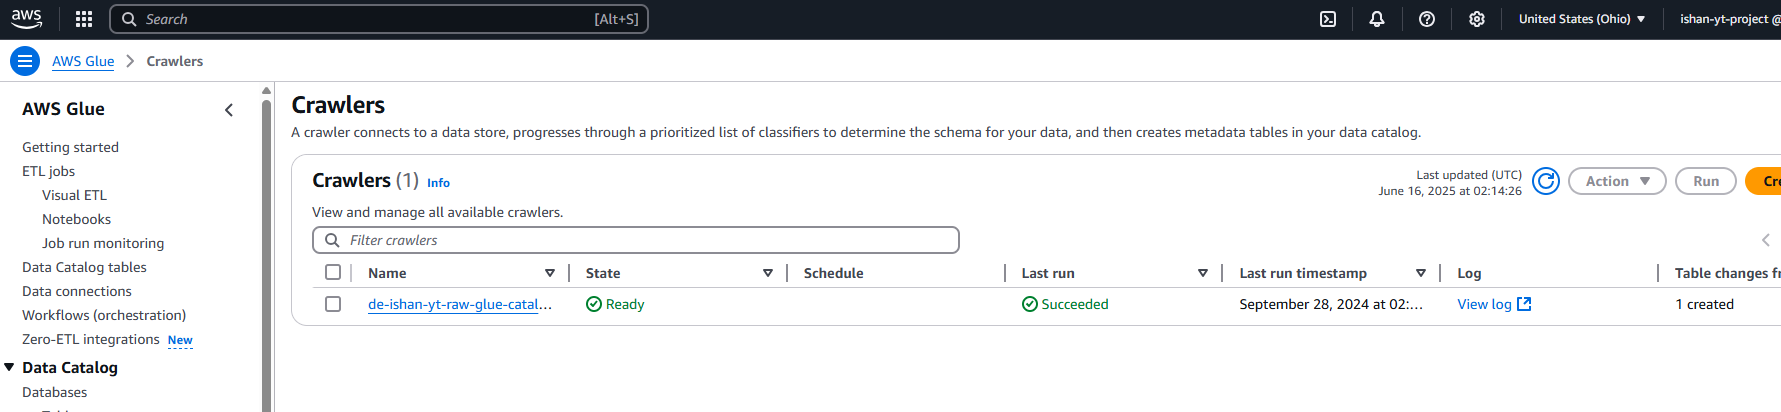 aws Search [Alt+S] United States (Ohio) ishan-yt-project @
AWS Glue Crawlers
AWS Glue
Getting started
ETL jobs
Visual ETL
Notebooks
Job run monitoring
Data Catalog tables
Data connections
Workflows (orchestration)
Zero-ETL integrations New
Data Catalog
Databases
Crawlers
A crawler connects to a data store, progresses through a prioritized list of classifiers to determine the schema for your data, and then creates metadata tables in your data catalog.
Crawlers (1) Info
Last updated (UTC)
June 16, 2025 at 02:14:26
Action Run Cre
View and manage all available crawlers.
Filter crawlers
Name State Schedule Last run Last run timestamp Log Table changes fr
de-ishan-yt-raw-glue-catal... Ready Succeeded September 28, 2024 at 02:... View log 1 created